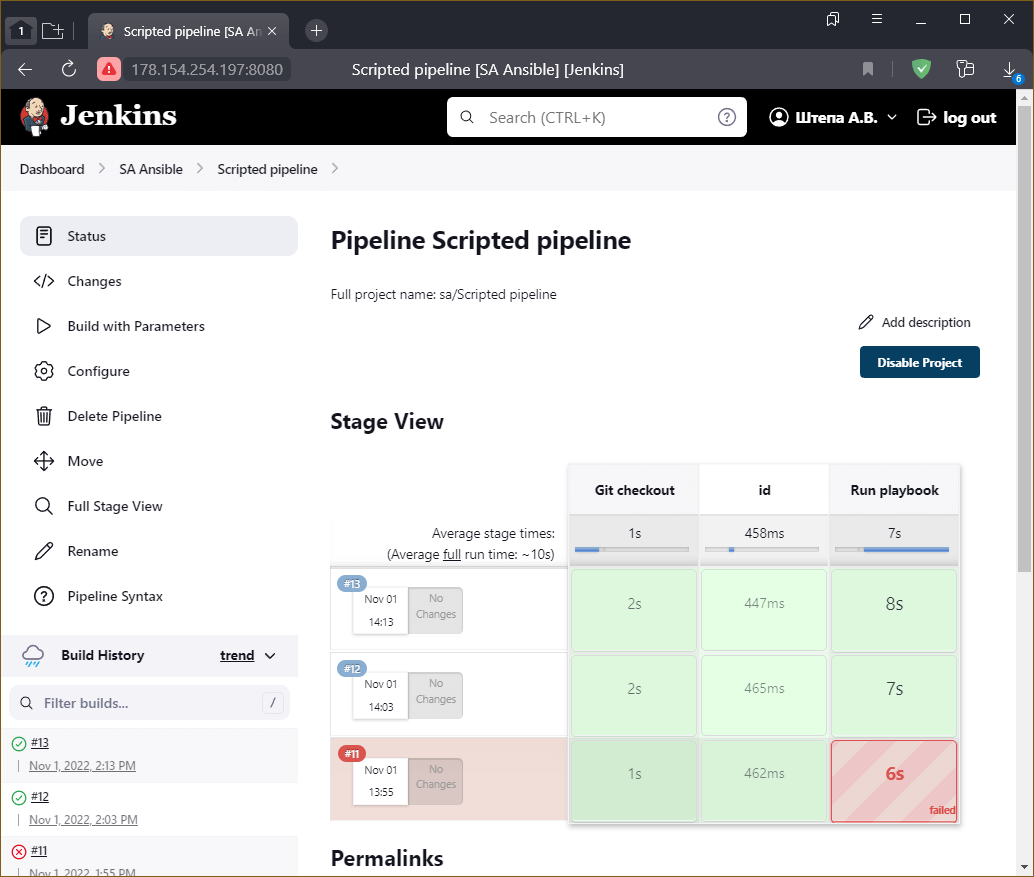 1
Scripted pipeline [SA An
178.154.254.197:8080
Scripted pipeline [SA Ansible] [Jenkins]
6
Jenkins
Search (CTRL+K)
?
Штепа А.В.
log out
Dashboard
SA Ansible
Scripted pipeline
Status
Changes
Build with Parameters
Configure
Delete Pipeline
Move
Full Stage View
Rename
Pipeline Syntax
Build History
trend
Filter builds...
/
#13
Nov 1, 2022, 2:13 PM
#12
Nov 1, 2022, 2:03 PM
#11
Nov 1, 2022, 1:55 PM
Pipeline Scripted pipeline
Full project name: sa/Scripted pipeline
Add description
Disable Project
Stage View
Git checkout
id
Run playbook
Average stage times:
(Average full run time: ~10s)
1s
458ms
7s
#13
Nov 01
14:13
No
Changes
2s
447ms
8s
#12
Nov 01
14:03
No
Changes
2s
465ms
7s
#11
Nov 01
13:55
No
Changes
1s
462ms
6s
failed
Permalinks